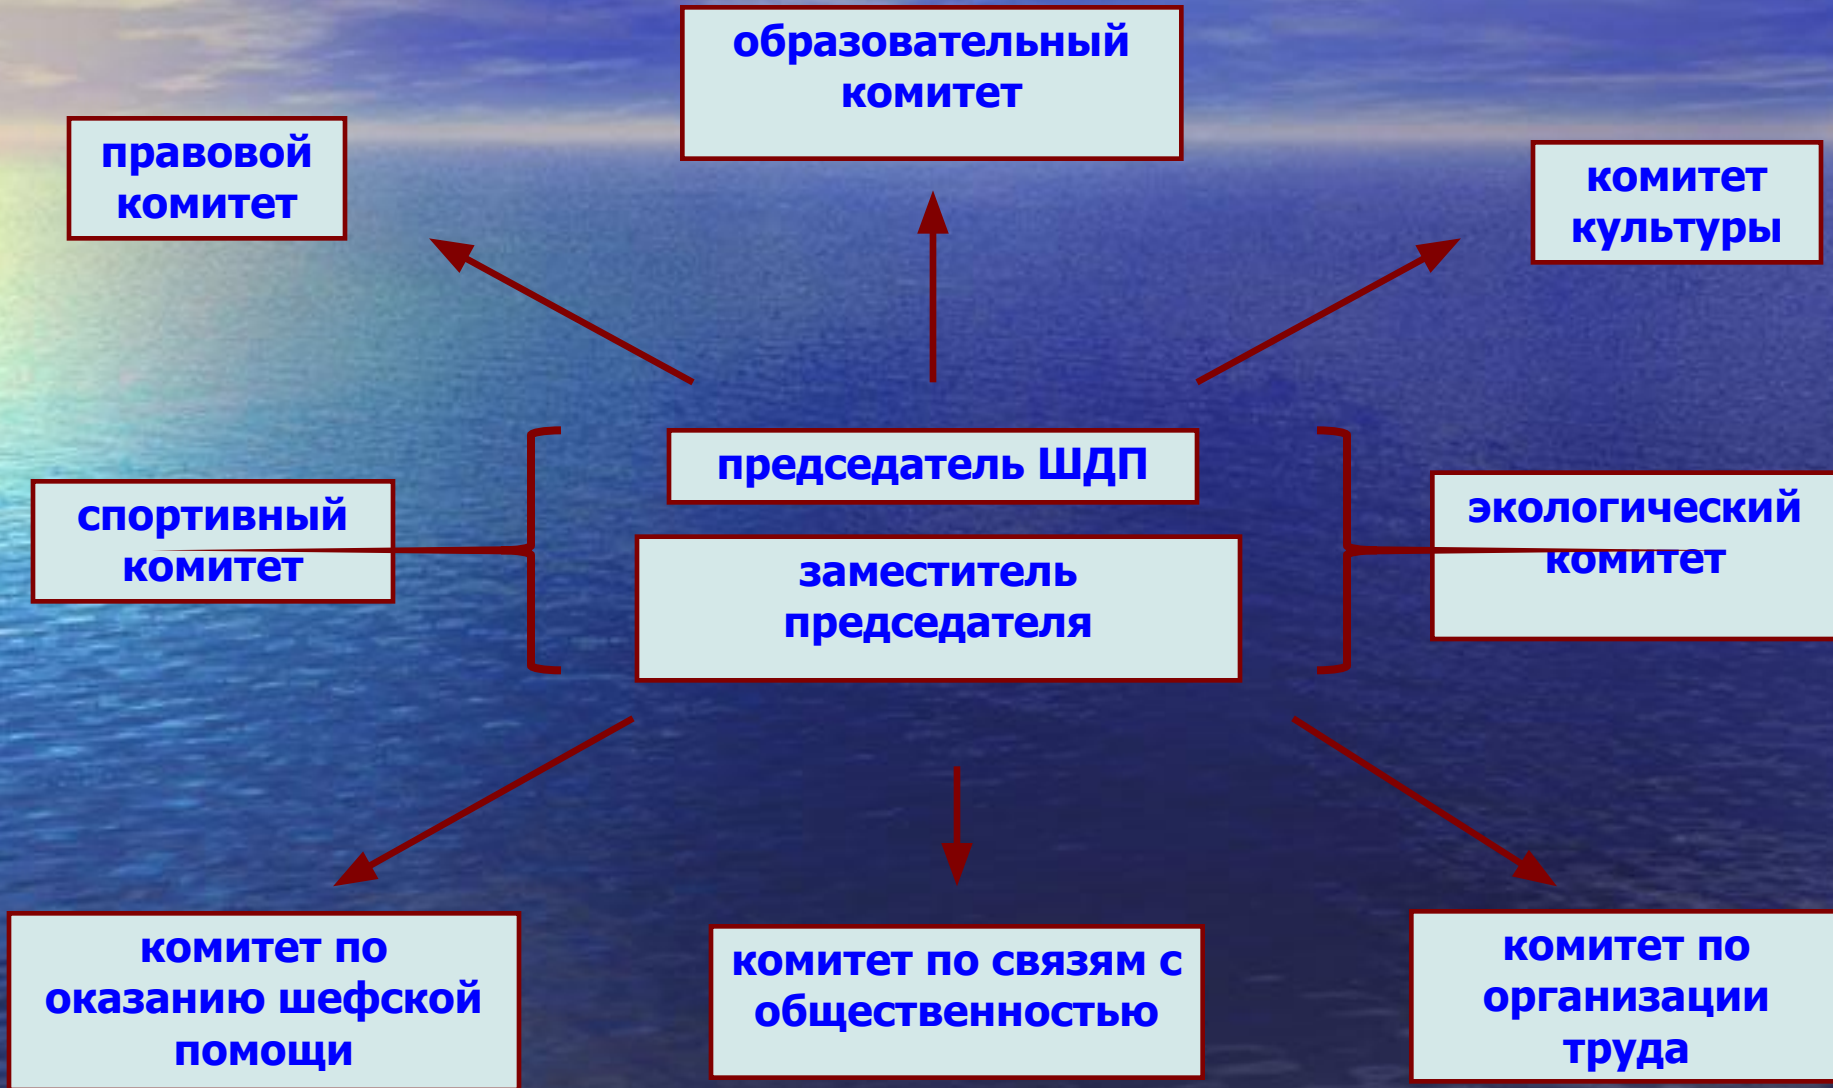 образовательный
комитет
правовой
комитет
комитет
культуры
председатель ШДП
спортивный
комитет
экологический
комитет
заместитель
председателя
комитет по
оказанию шефской
помощи
комитет по связям с
общественностью
комитет по
организации
труда